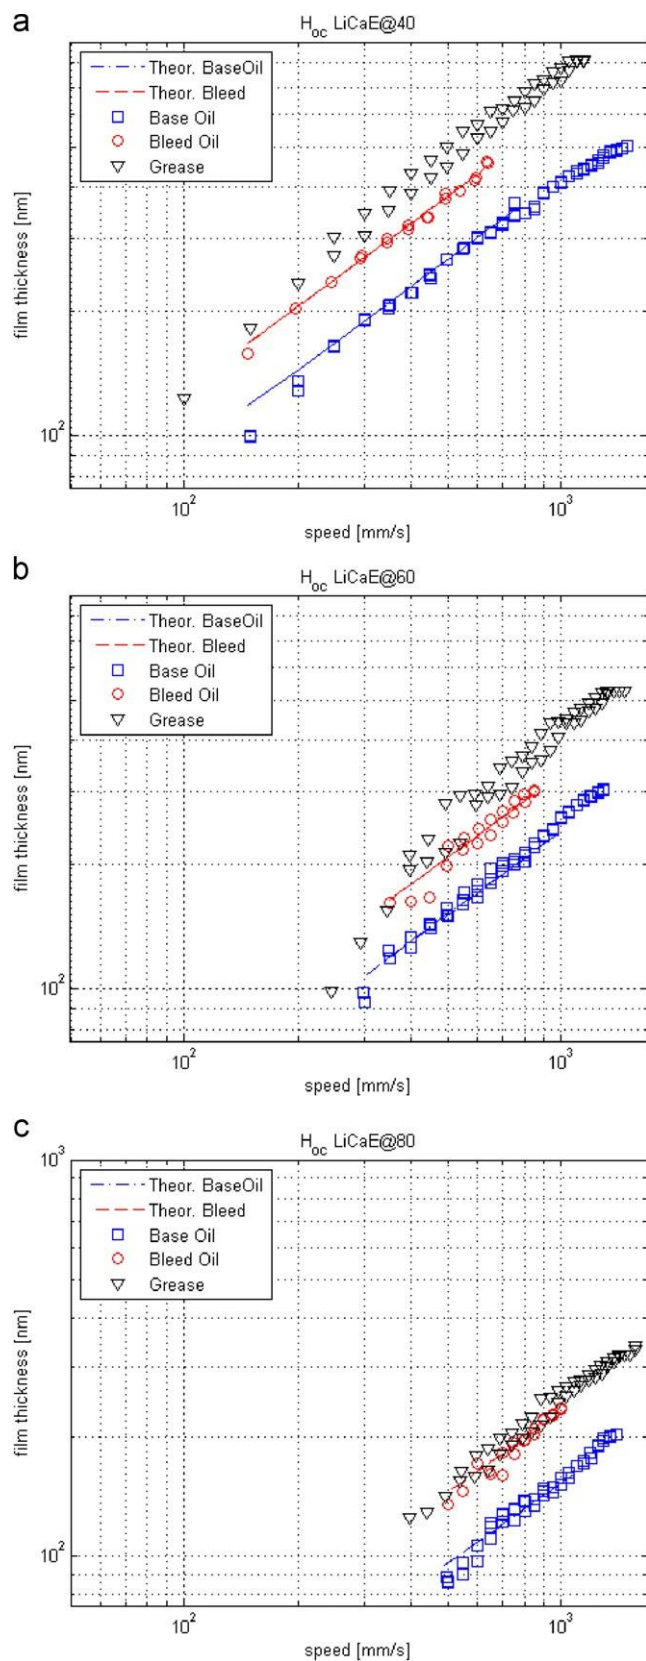 a
H_oc LiCaE@40
Theor. BaseOil
Theor. Bleed
Base Oil
Bleed Oil
Grease
film thickness [nm]
10^2
10^2
10^3
speed [mm/s]
b
H_oc LiCaE@60
Theor. BaseOil
Theor. Bleed
Base Oil
Bleed Oil
Grease
film thickness [nm]
10^2
10^2
10^3
speed [mm/s]
c
H_oc LiCaE@80
10^3
Theor. BaseOil
Theor. Bleed
Base Oil
Bleed Oil
Grease
film thickness [nm]
10^2
10^2
10^3
speed [mm/s]